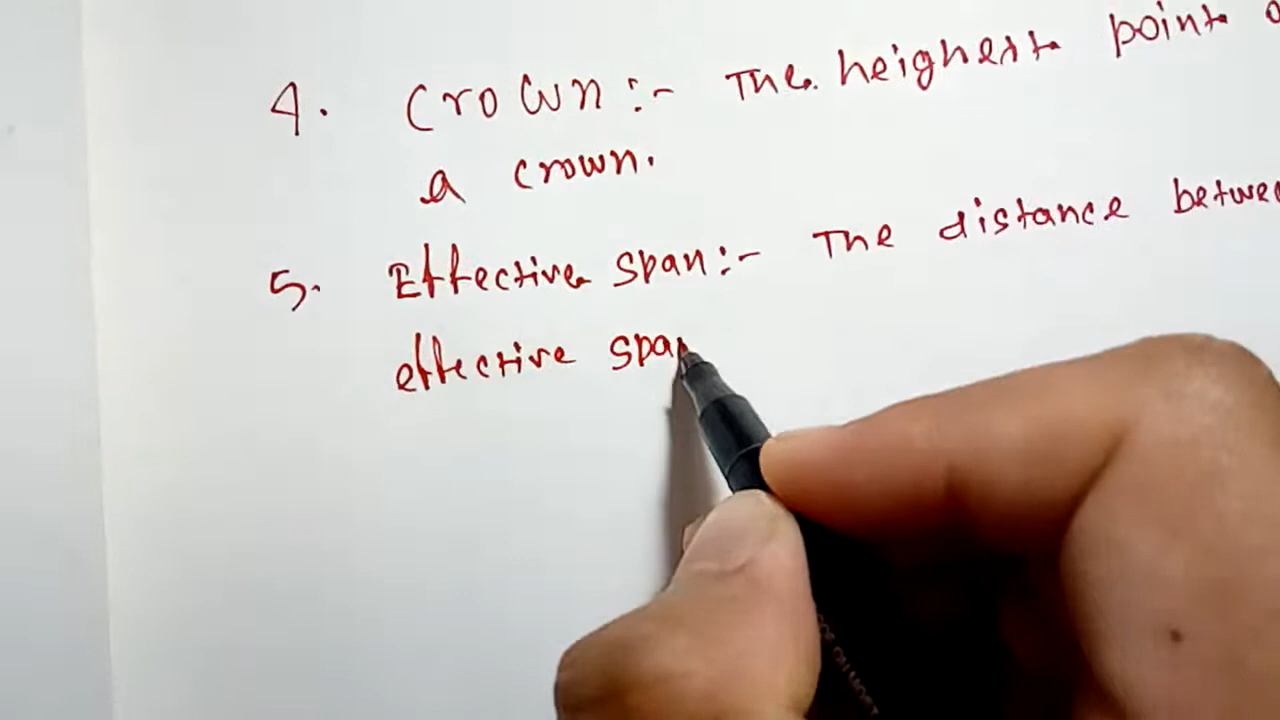 4. Crown:- The heighest point
a crown.
5. Effective span:- The distance
effective spa